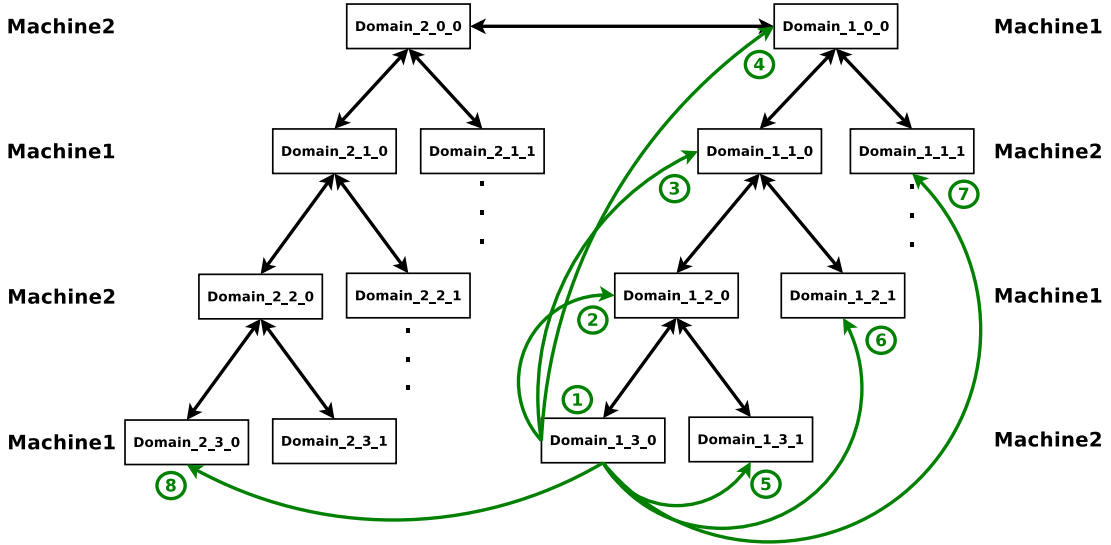 Machine2
Domain_2_0_0
Domain_1_0_0
Machine1
4
Machine1
Domain_2_1_0
Domain_2_1_1
Domain_1_1_0
Domain_1_1_1
Machine2
3
7
Machine2
Domain_2_2_0
Domain_2_2_1
Domain_1_2_0
Domain_1_2_1
Machine1
2
6
1
Machine1
Domain_2_3_0
Domain_2_3_1
Domain_1_3_0
Domain_1_3_1
Machine2
8
5